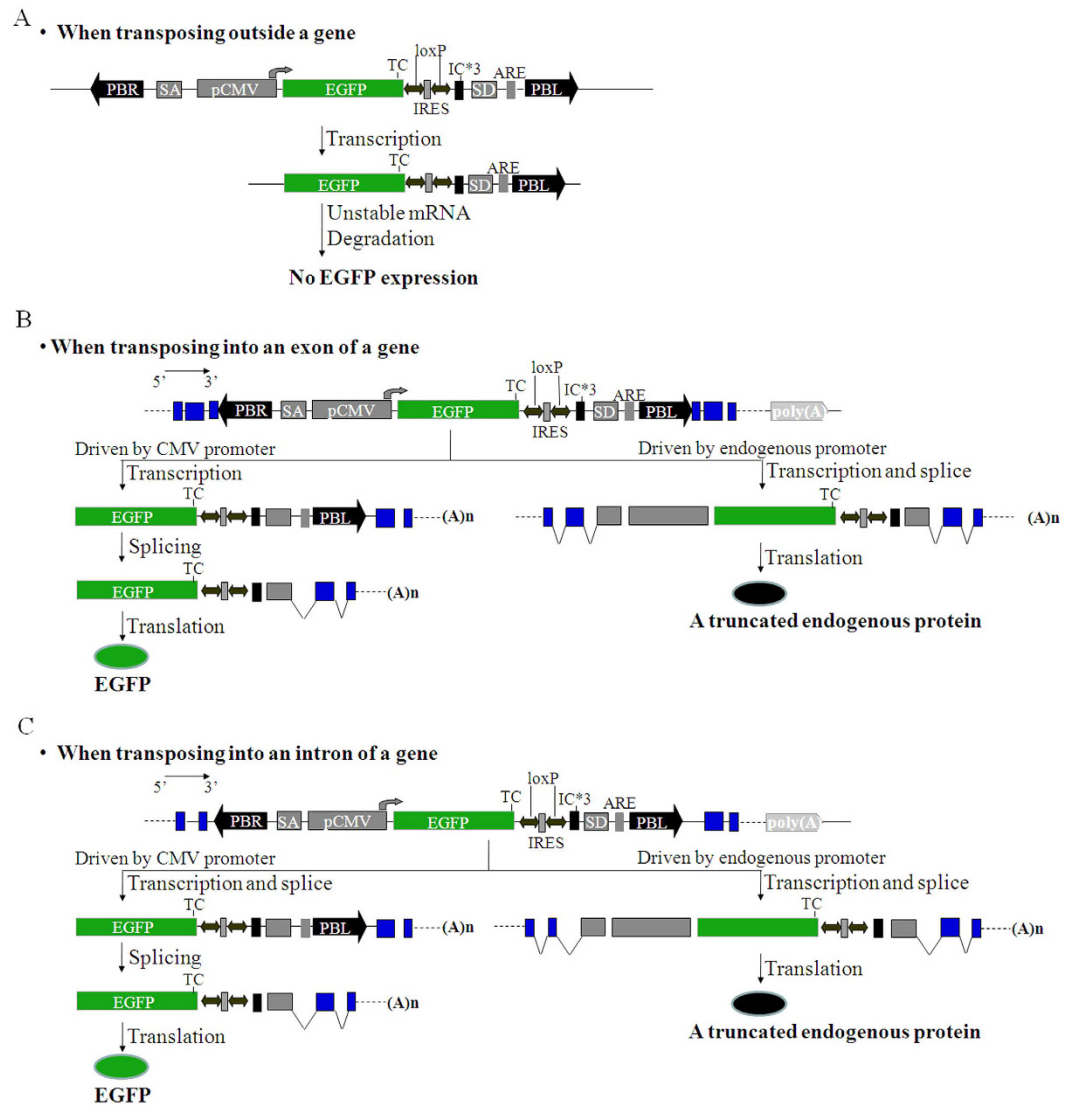 A
• When transposing outside a gene
loxP
TC IC*3 ARE
PBR SA pCMV EGFP SD PBL
IRES
Transcription
TC ARE
EGFP SD PBL
Unstable mRNA
Degradation
No EGFP expression
B
• When transposing into an exon of a gene
5’ 3’
loxP
TC IC*3 ARE
PBR SA pCMV EGFP SD PBL poly(A)
IRES
Driven by CMV promoter Driven by endogenous promoter
Transcription Transcription and splice
TC TC
EGFP PBL (A)n (A)n
Splicing Translation
TC
EGFP (A)n
A truncated endogenous protein
Translation
EGFP
C
• When transposing into an intron of a gene
5’ 3’
loxP
TC IC*3 ARE
PBR SA pCMV EGFP SD PBL poly(A
IRES
Driven by CMV promoter Driven by endogenous promoter
Transcription and splice Transcription and splice
TC TC
EGFP PBL (A)n (A)n
Splicing Translation
TC
EGFP (A)n
A truncated endogenous protein
Translation
EGFP